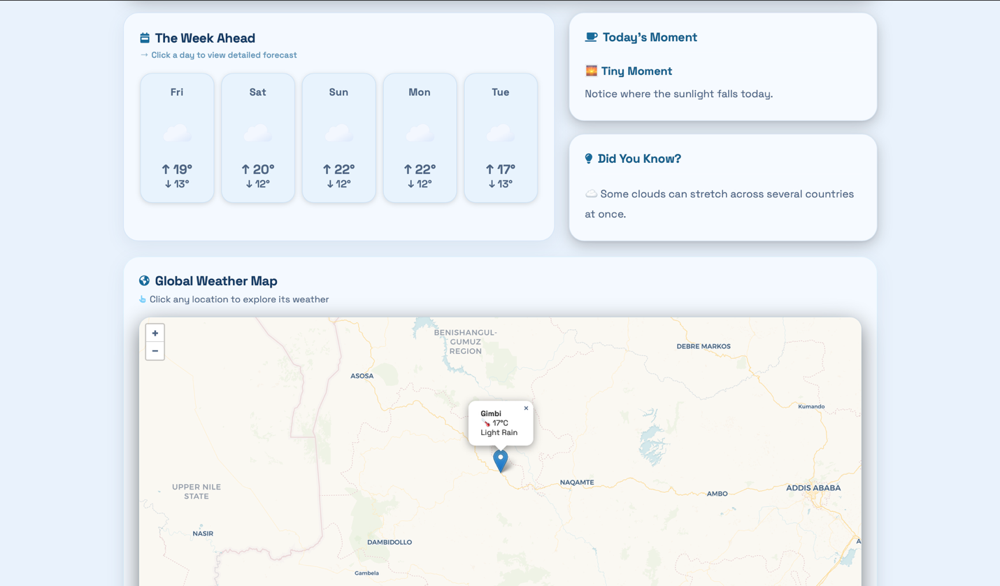 The Week Ahead
→ Click a day to view detailed forecast
Fri
↑ 19°
↓ 13°
Sat
↑ 20°
↓ 12°
Sun
↑ 22°
↓ 12°
Mon
↑ 22°
↓ 12°
Tue
↑ 17°
↓ 13°
Today's Moment
🌅 Tiny Moment
Notice where the sunlight falls today.
Did You Know?
☁️ Some clouds can stretch across several countries
at once.
Global Weather Map
👆 Click any location to explore its weather
+
−
BENISHANGUL-
GUMUZ
REGION
DEBRE MARKOS
ASOSA
Kumando
Gimbi
×
🌡️ 17°C
Light Rain
UPPER NILE
STATE
NAQAMTE
ADDIS ABABA
AMBO
NASIR
DAMBIDOLLO
A
Gambela